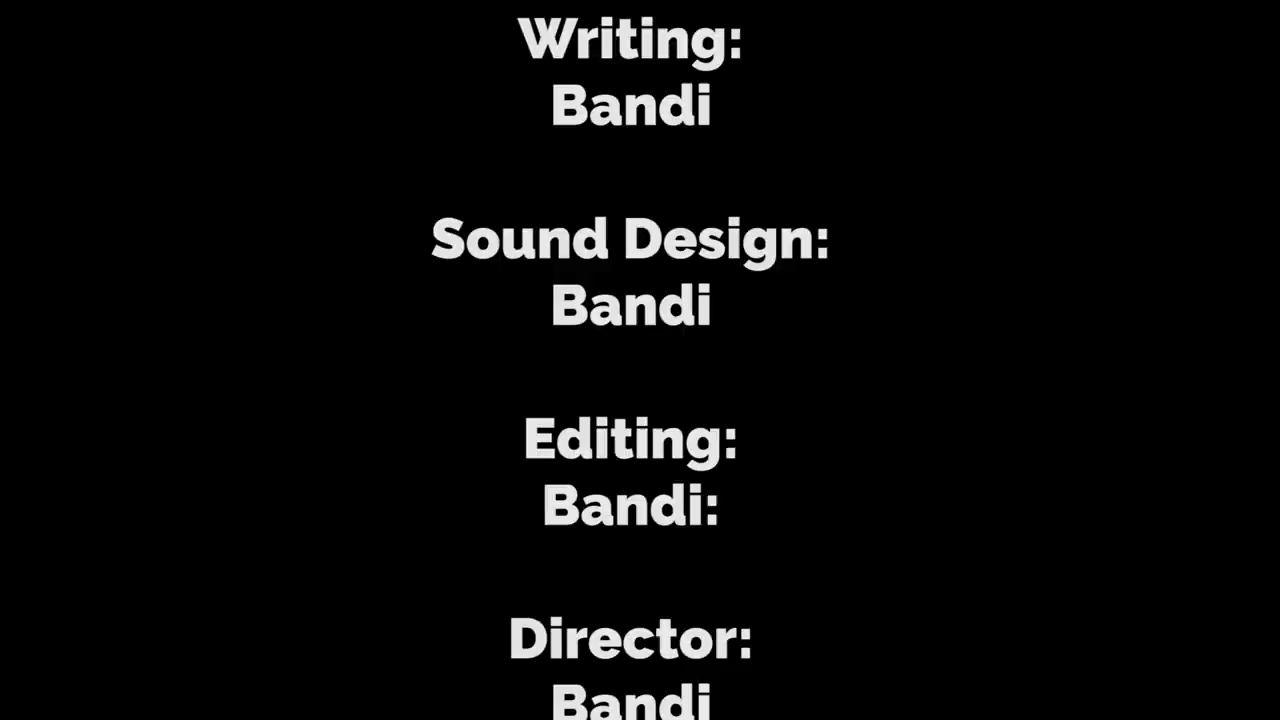 Writing:
Bandi
Sound Design:
Bandi
Editing:
Bandi:
Director:
Bandi